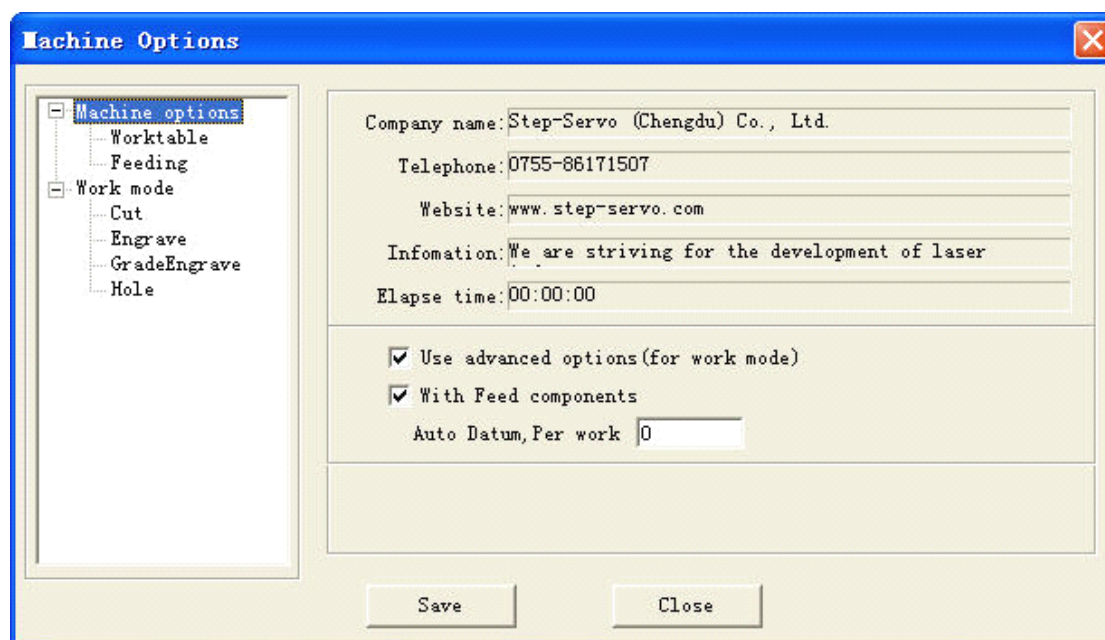 Machine Options
Machine options
Worktable
Feeding
Work mode
Cut
Engrave
GradeEngrave
Hole
Company name: Step-Servo (Chengdu) Co., Ltd.
Telephone: 0755-86171507
Website: www.step-servo.com
Infomation: We are striving for the development of laser
Elapse time: 00:00:00
Use advanced options(for work mode)
With Feed components
Auto Datum,Per work 0
Save Close